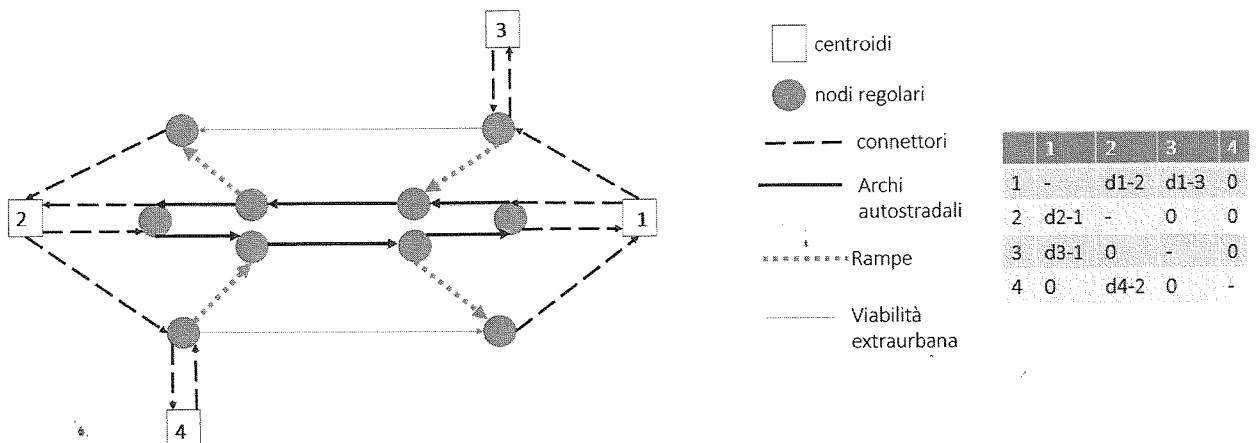 3
2
1
4
centroidi
nodi regolari
connettori
Archi
autostradali
Rampe
Viabilità
extraurbana
1 2 3 4
1 - d1-2 d1-3 0
2 d2-1 - 0 0
3 d3-1 0 - 0
4 0 d4-2 0 -